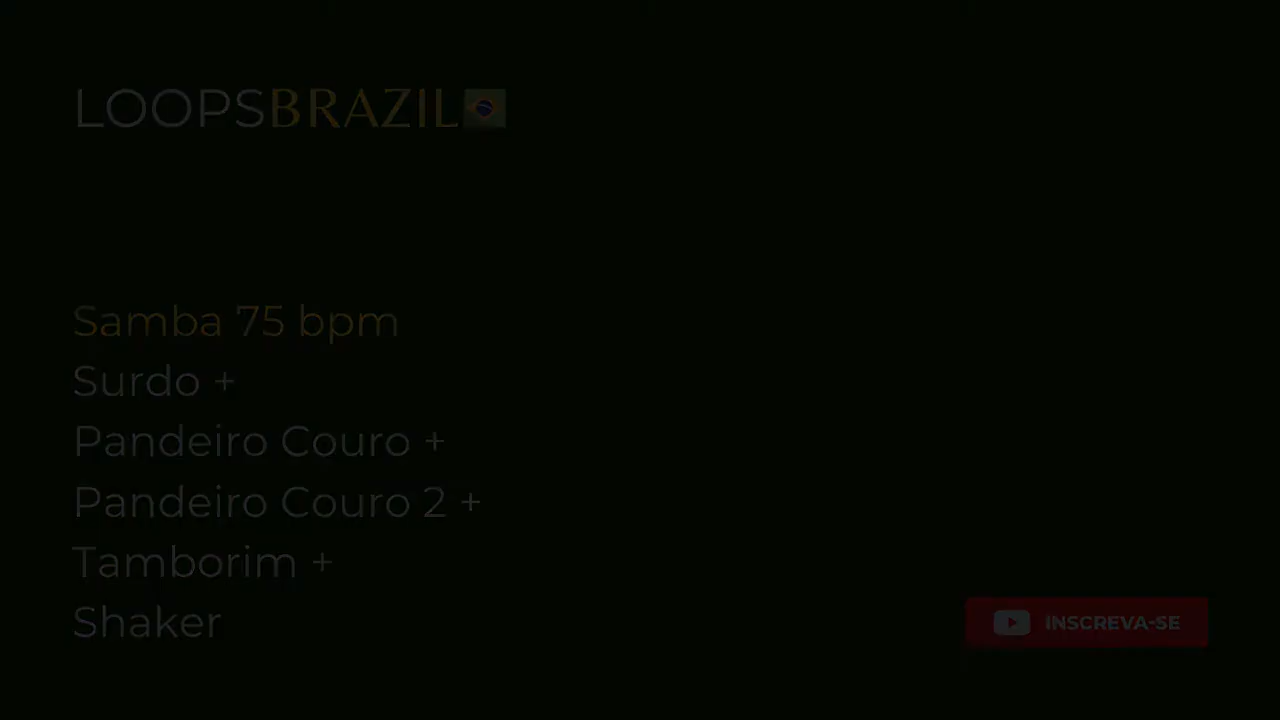 LOOPSBRAZIL
Samba 75 bpm
Surdo +
Pandeiro Couro +
Pandeiro Couro 2 +
Tamborim +
Shaker
INSCREVA-SE